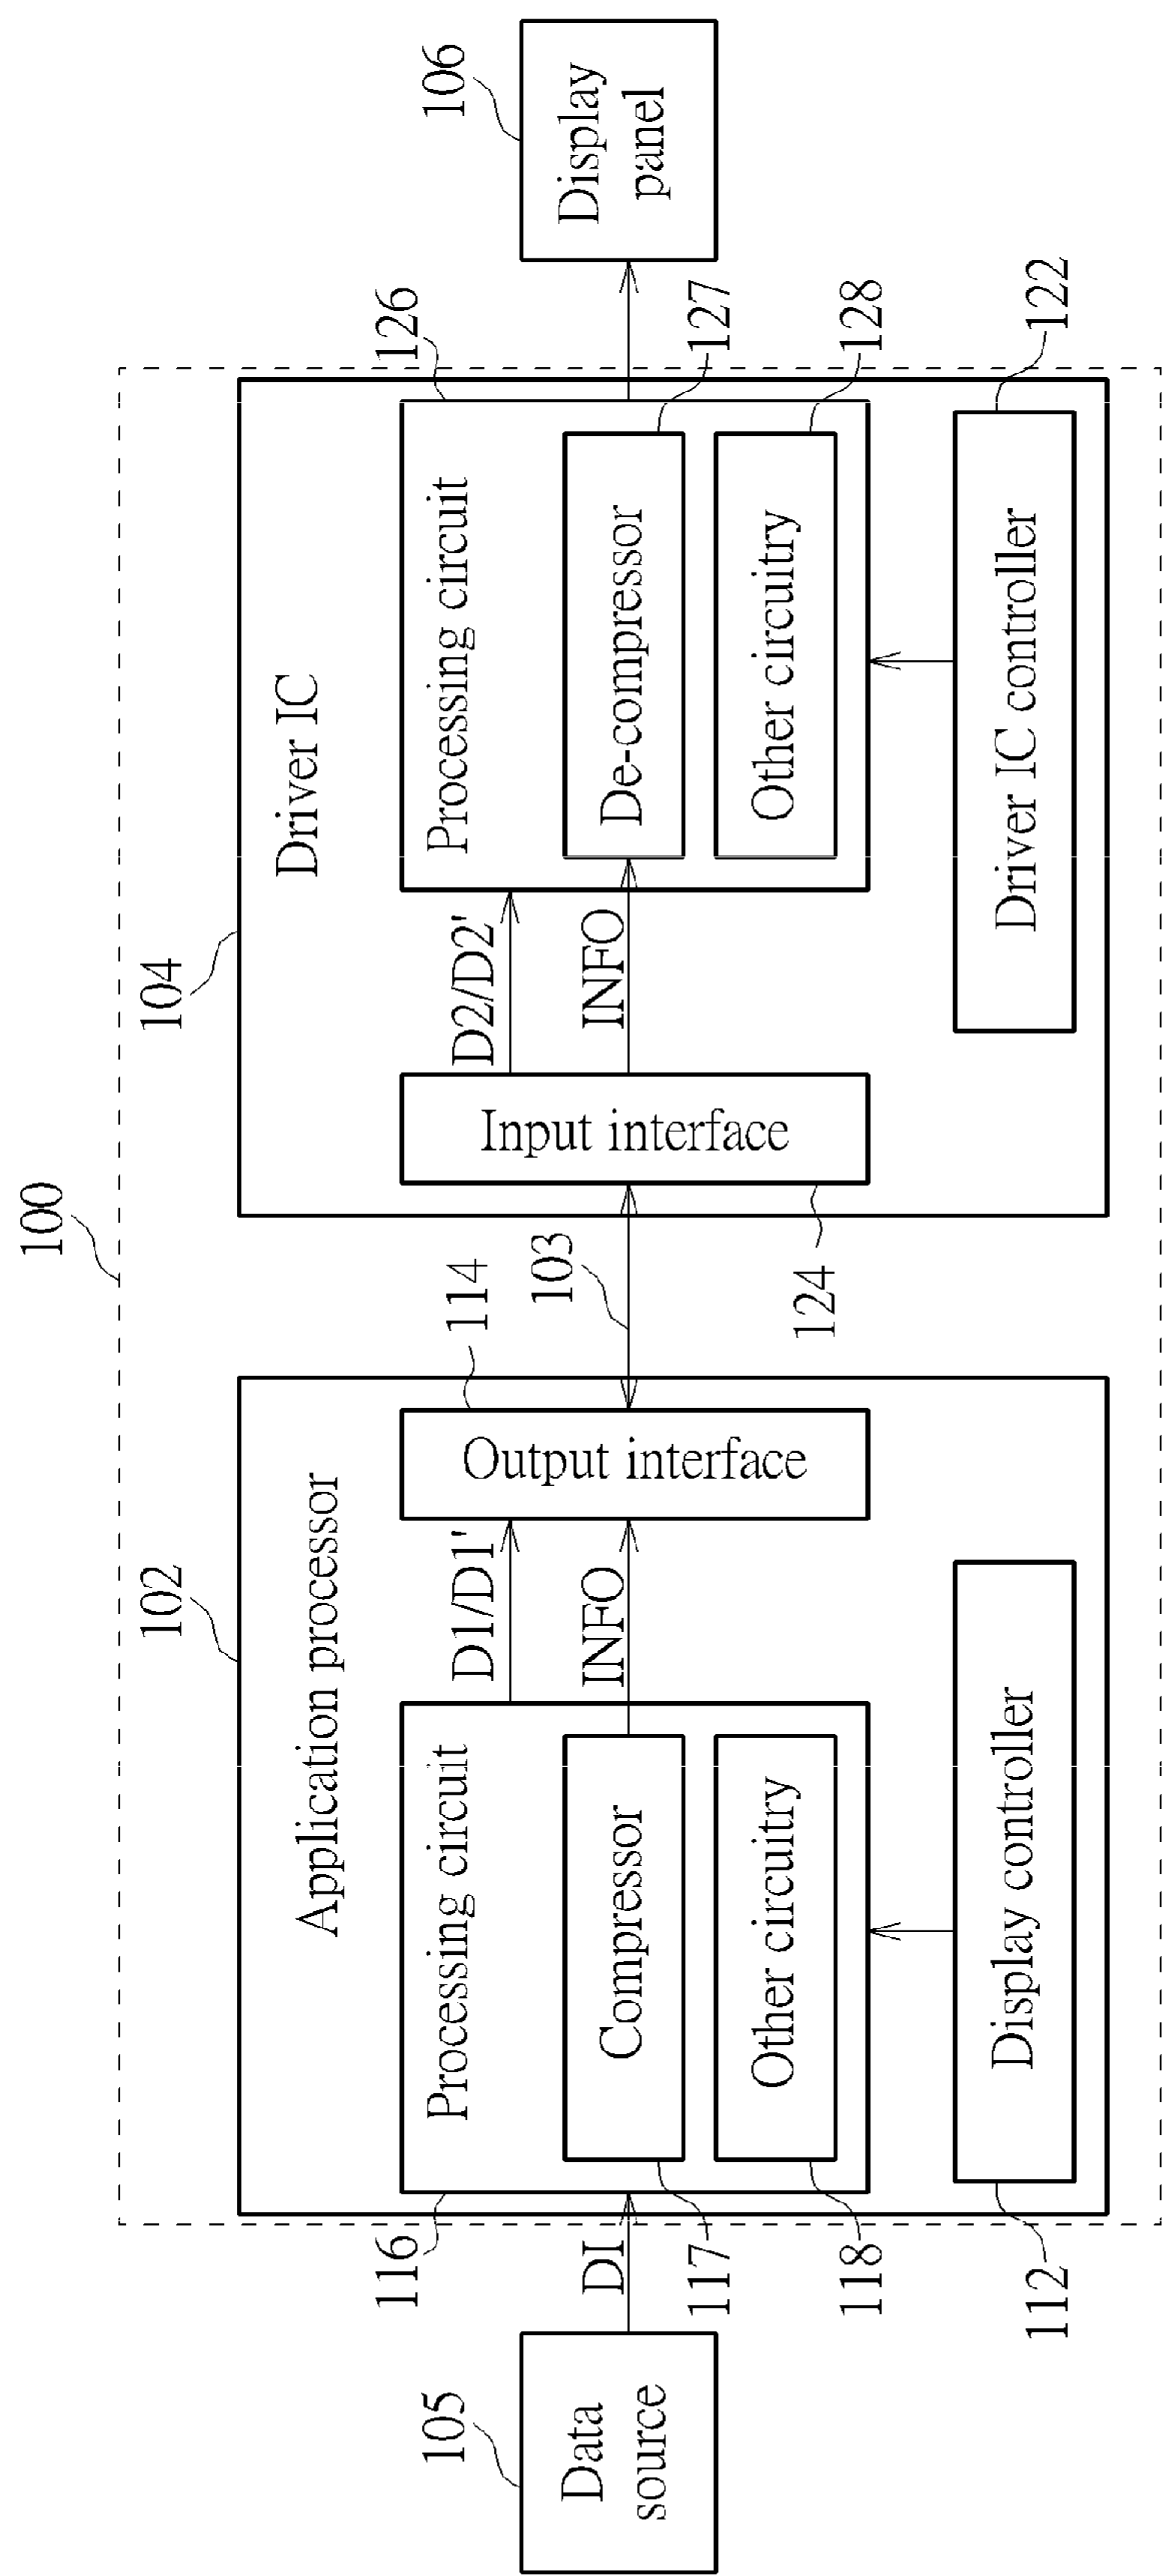 100
102
104
Application processor
Driver IC
105
Data
source
DI
116
Processing circuit
Compressor
117
Other circuitry
118
Display controller
112
D1/D1'
INFO
114
Output interface
103
Input interface
124
D2/D2'
INFO
126
Processing circuit
De-compressor
127
Other circuitry
128
Driver IC controller
122
106
Display
panel